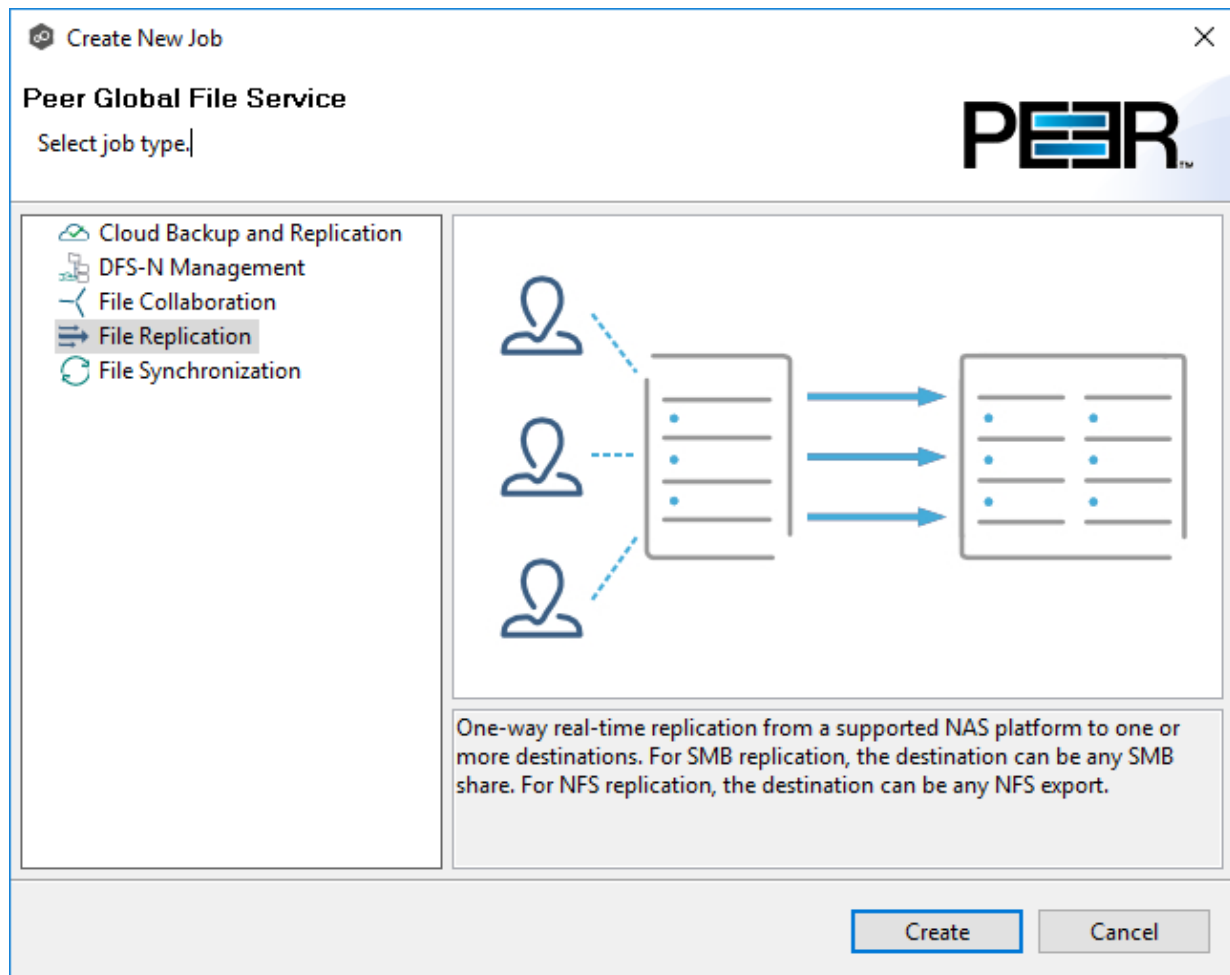 Create New Job
Peer Global File Service
Select job type.
PEER™
Cloud Backup and Replication
DFS-N Management
File Collaboration
File Replication
File Synchronization
One-way real-time replication from a supported NAS platform to one or
more destinations. For SMB replication, the destination can be any SMB
share. For NFS replication, the destination can be any NFS export.
Create
Cancel